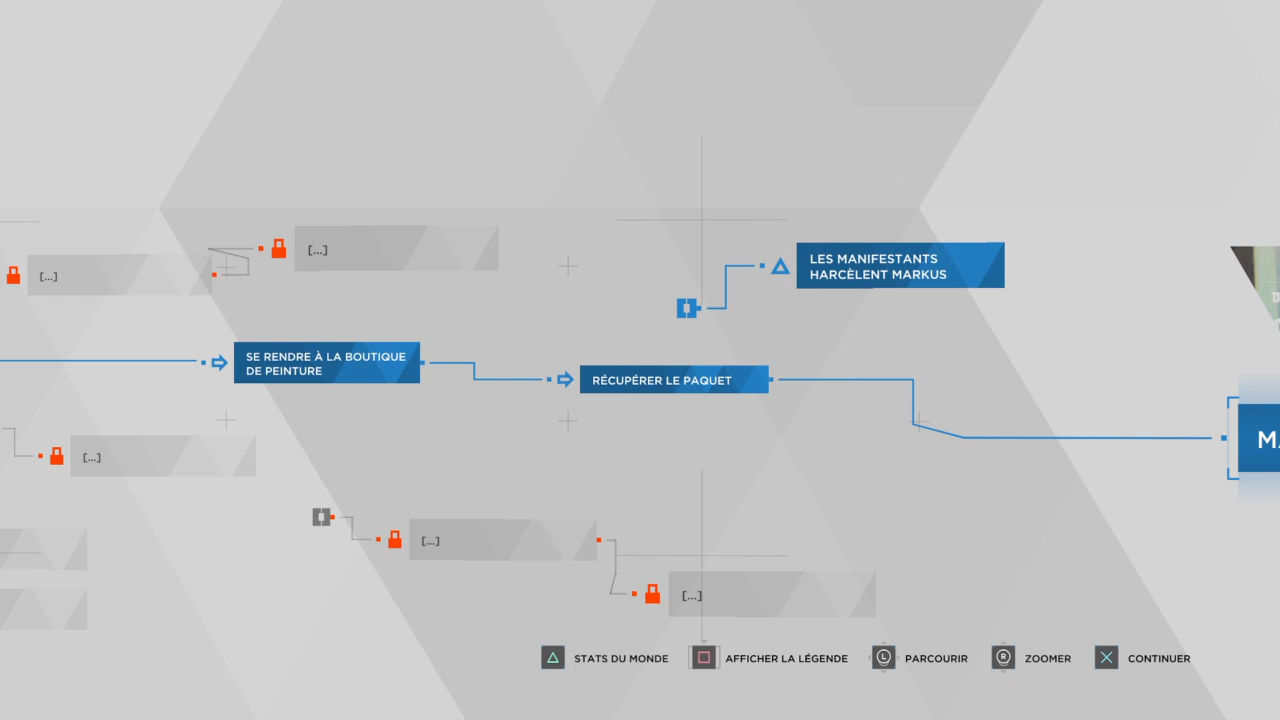 [...]
[...]
LES MANIFESTANTS
HARCÈLENT MARKUS
SE RENDRE À LA BOUTIQUE
DE PEINTURE
RÉCUPÉRER LE PAQUET
[...]
[...]
[...]
STATS DU MONDE
AFFICHER LA LÉGENDE
L
PARCOURIR
R
ZOOMER
CONTINUER